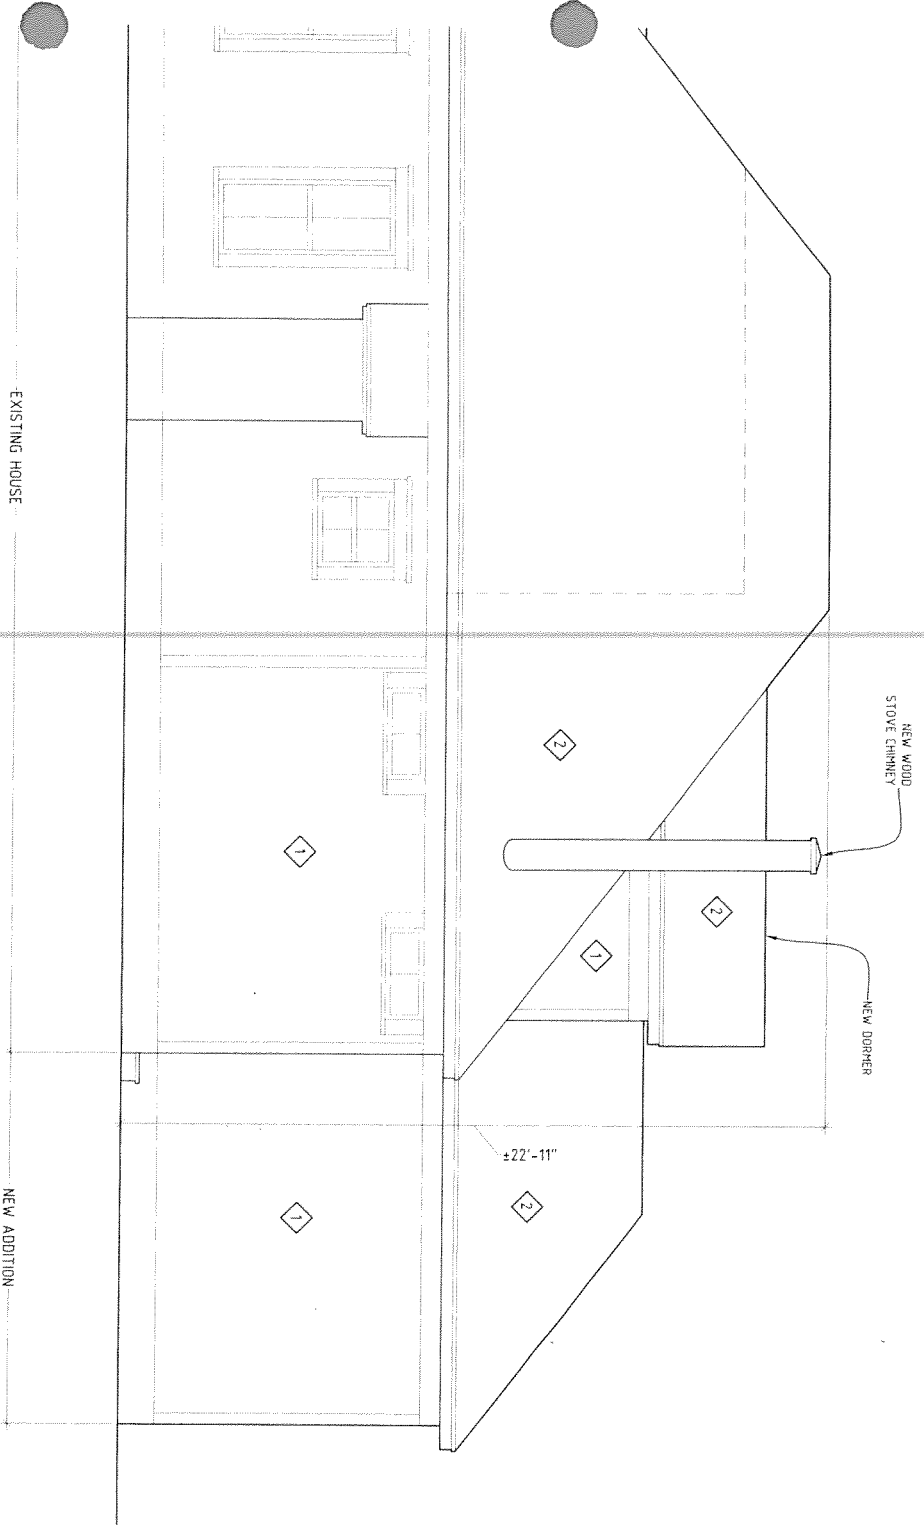 NEW WOOD
STOVE CHIMNEY
NEW DORMER
2
2
1
±22'-11"
2
1
1
EXISTING HOUSE
NEW ADDITION